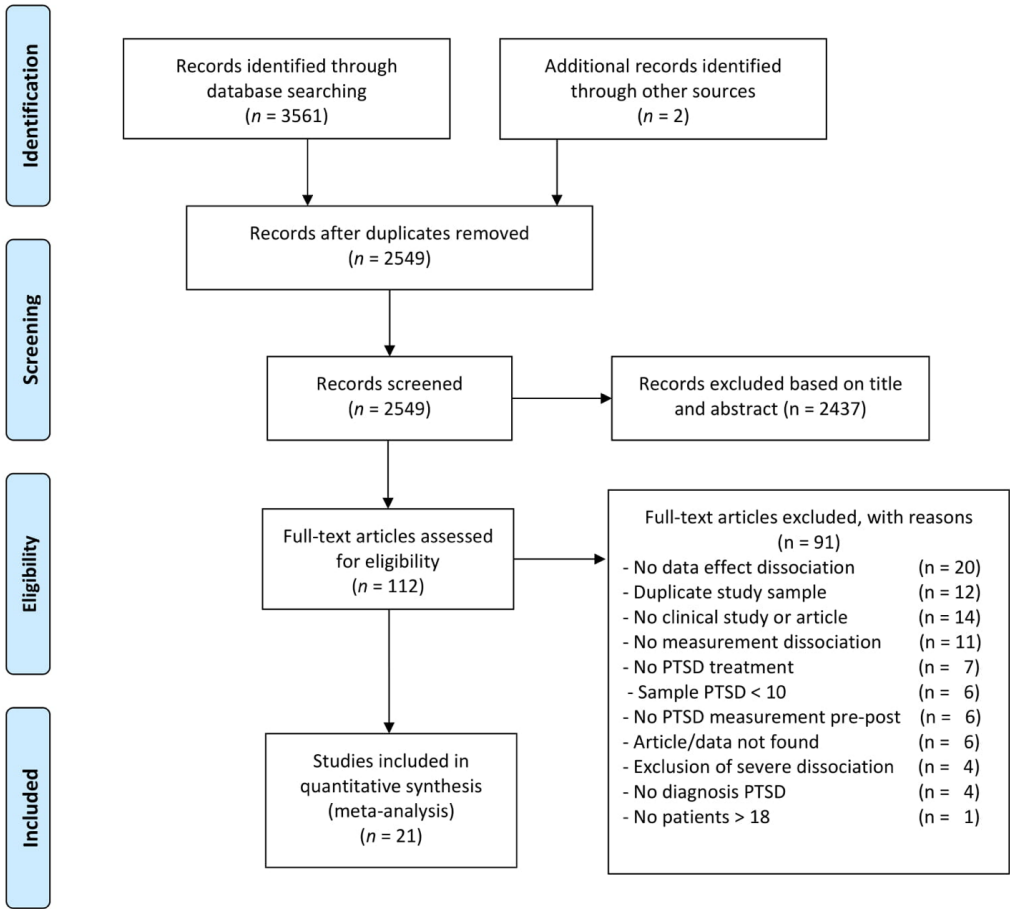 Identification
Records identified through
database searching
(n = 3561)
Additional records identified
through other sources
(n = 2)
Records after duplicates removed
(n = 2549)
Screening
Records screened
(n = 2549)
Records excluded based on title
and abstract (n = 2437)
Eligibility
Full-text articles assessed
for eligibility
(n = 112)
Full-text articles excluded, with reasons
(n = 91)
- No data effect dissociation (n = 20)
- Duplicate study sample (n = 12)
- No clinical study or article (n = 14)
- No measurement dissociation (n = 11)
- No PTSD treatment (n = 7)
- Sample PTSD < 10 (n = 6)
- No PTSD measurement pre-post (n = 6)
- Article/data not found (n = 6)
- Exclusion of severe dissociation (n = 4)
- No diagnosis PTSD (n = 4)
- No patients > 18 (n = 1)
Included
Studies included in
quantitative synthesis
(meta-analysis)
(n = 21)